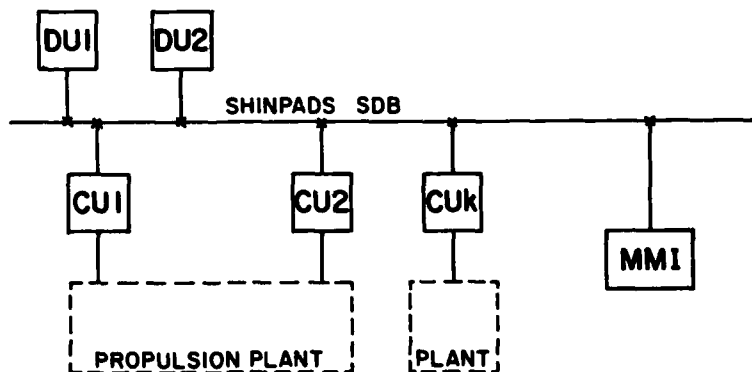 DU1 DU2
SHINPADS SDB
CU1 CU2 CUk
MMI
PROPULSION PLANT PLANT